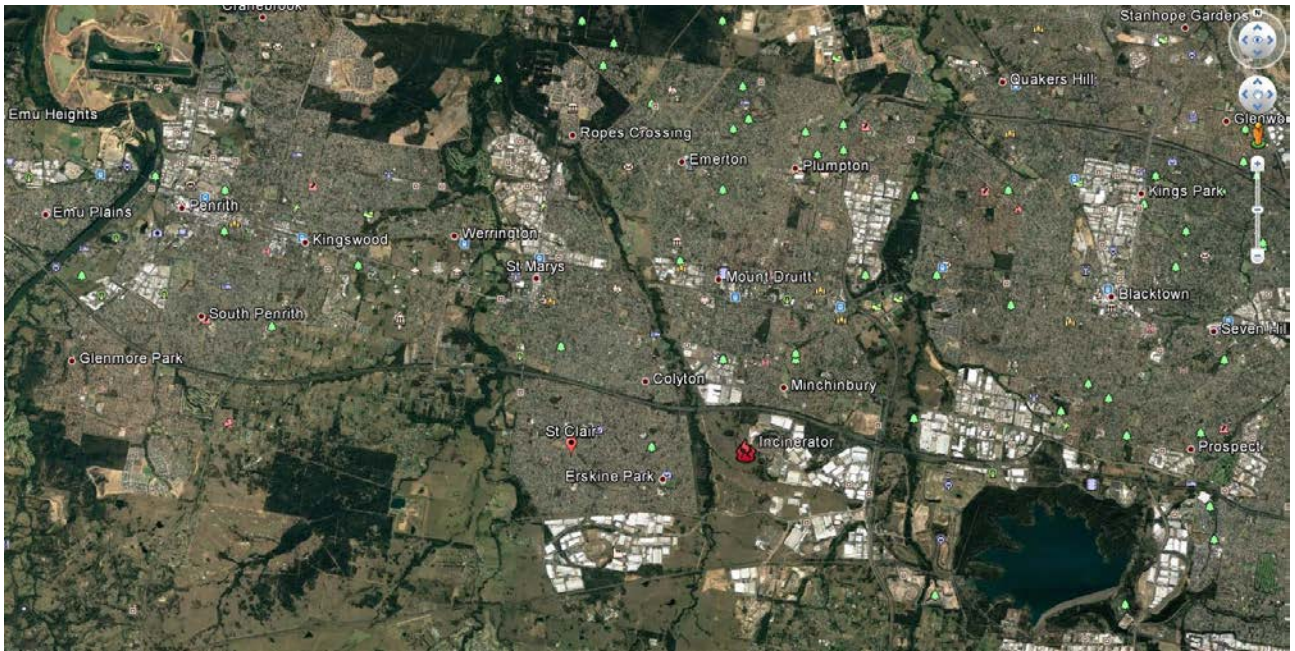 Cranebrook
Stanhope Gardens
N
Quakers Hill
Emu Heights
Glenwo
Ropes Crossing
Emerton
Plumpton
Kings Park
Penrith
Emu Plains
Werrington
Kingswood
St Marys
Mount Druitt
Blacktown
South Penrith
Seven Hil
Glenmore Park
Colyton
Minchinbury
St Clair
Incinerator
Prospect
Erskine Park